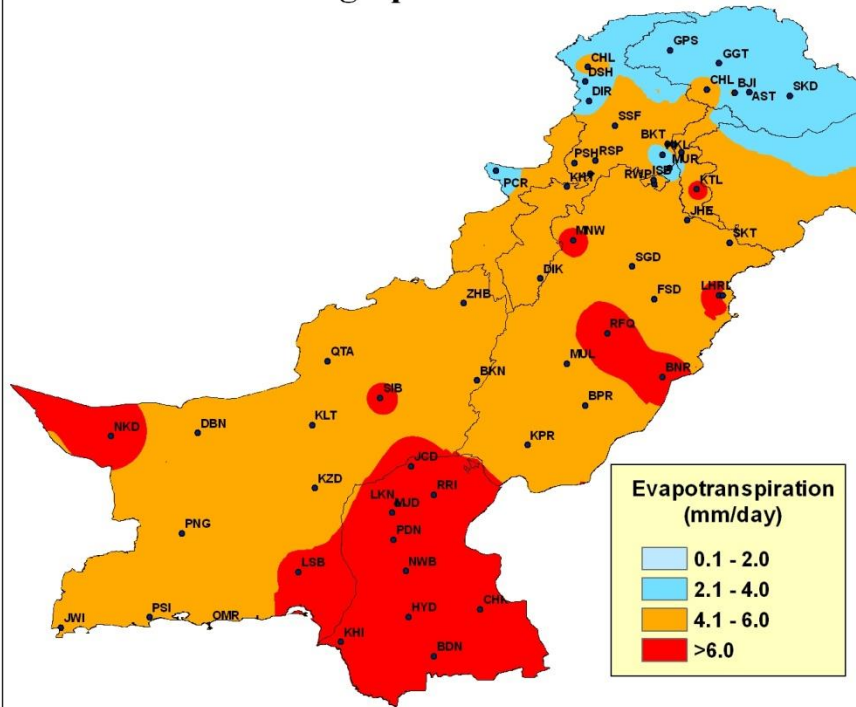 CHL
GPS
GGT
DSH
DIR
CHL
BJI
AST
SKD
SSF
BKT
MUR
PSH
RSP
ISB
PCR
RWP
KTL
JHE
SKT
MNW
SGD
DIK
FSD
ZHB
RFQ
QTA
MUL
BKN
BNR
SIB
BPR
DBN
KLT
NKD
KPR
JCD
KZD
LKN
RRI
MJD
PNG
PDN
LSB
NWB
HYD
PSI
OMR
JWI
KHI
BDN
Evapotranspiration
(mm/day)
0.1 - 2.0
2.1 - 4.0
4.1 - 6.0
>6.0